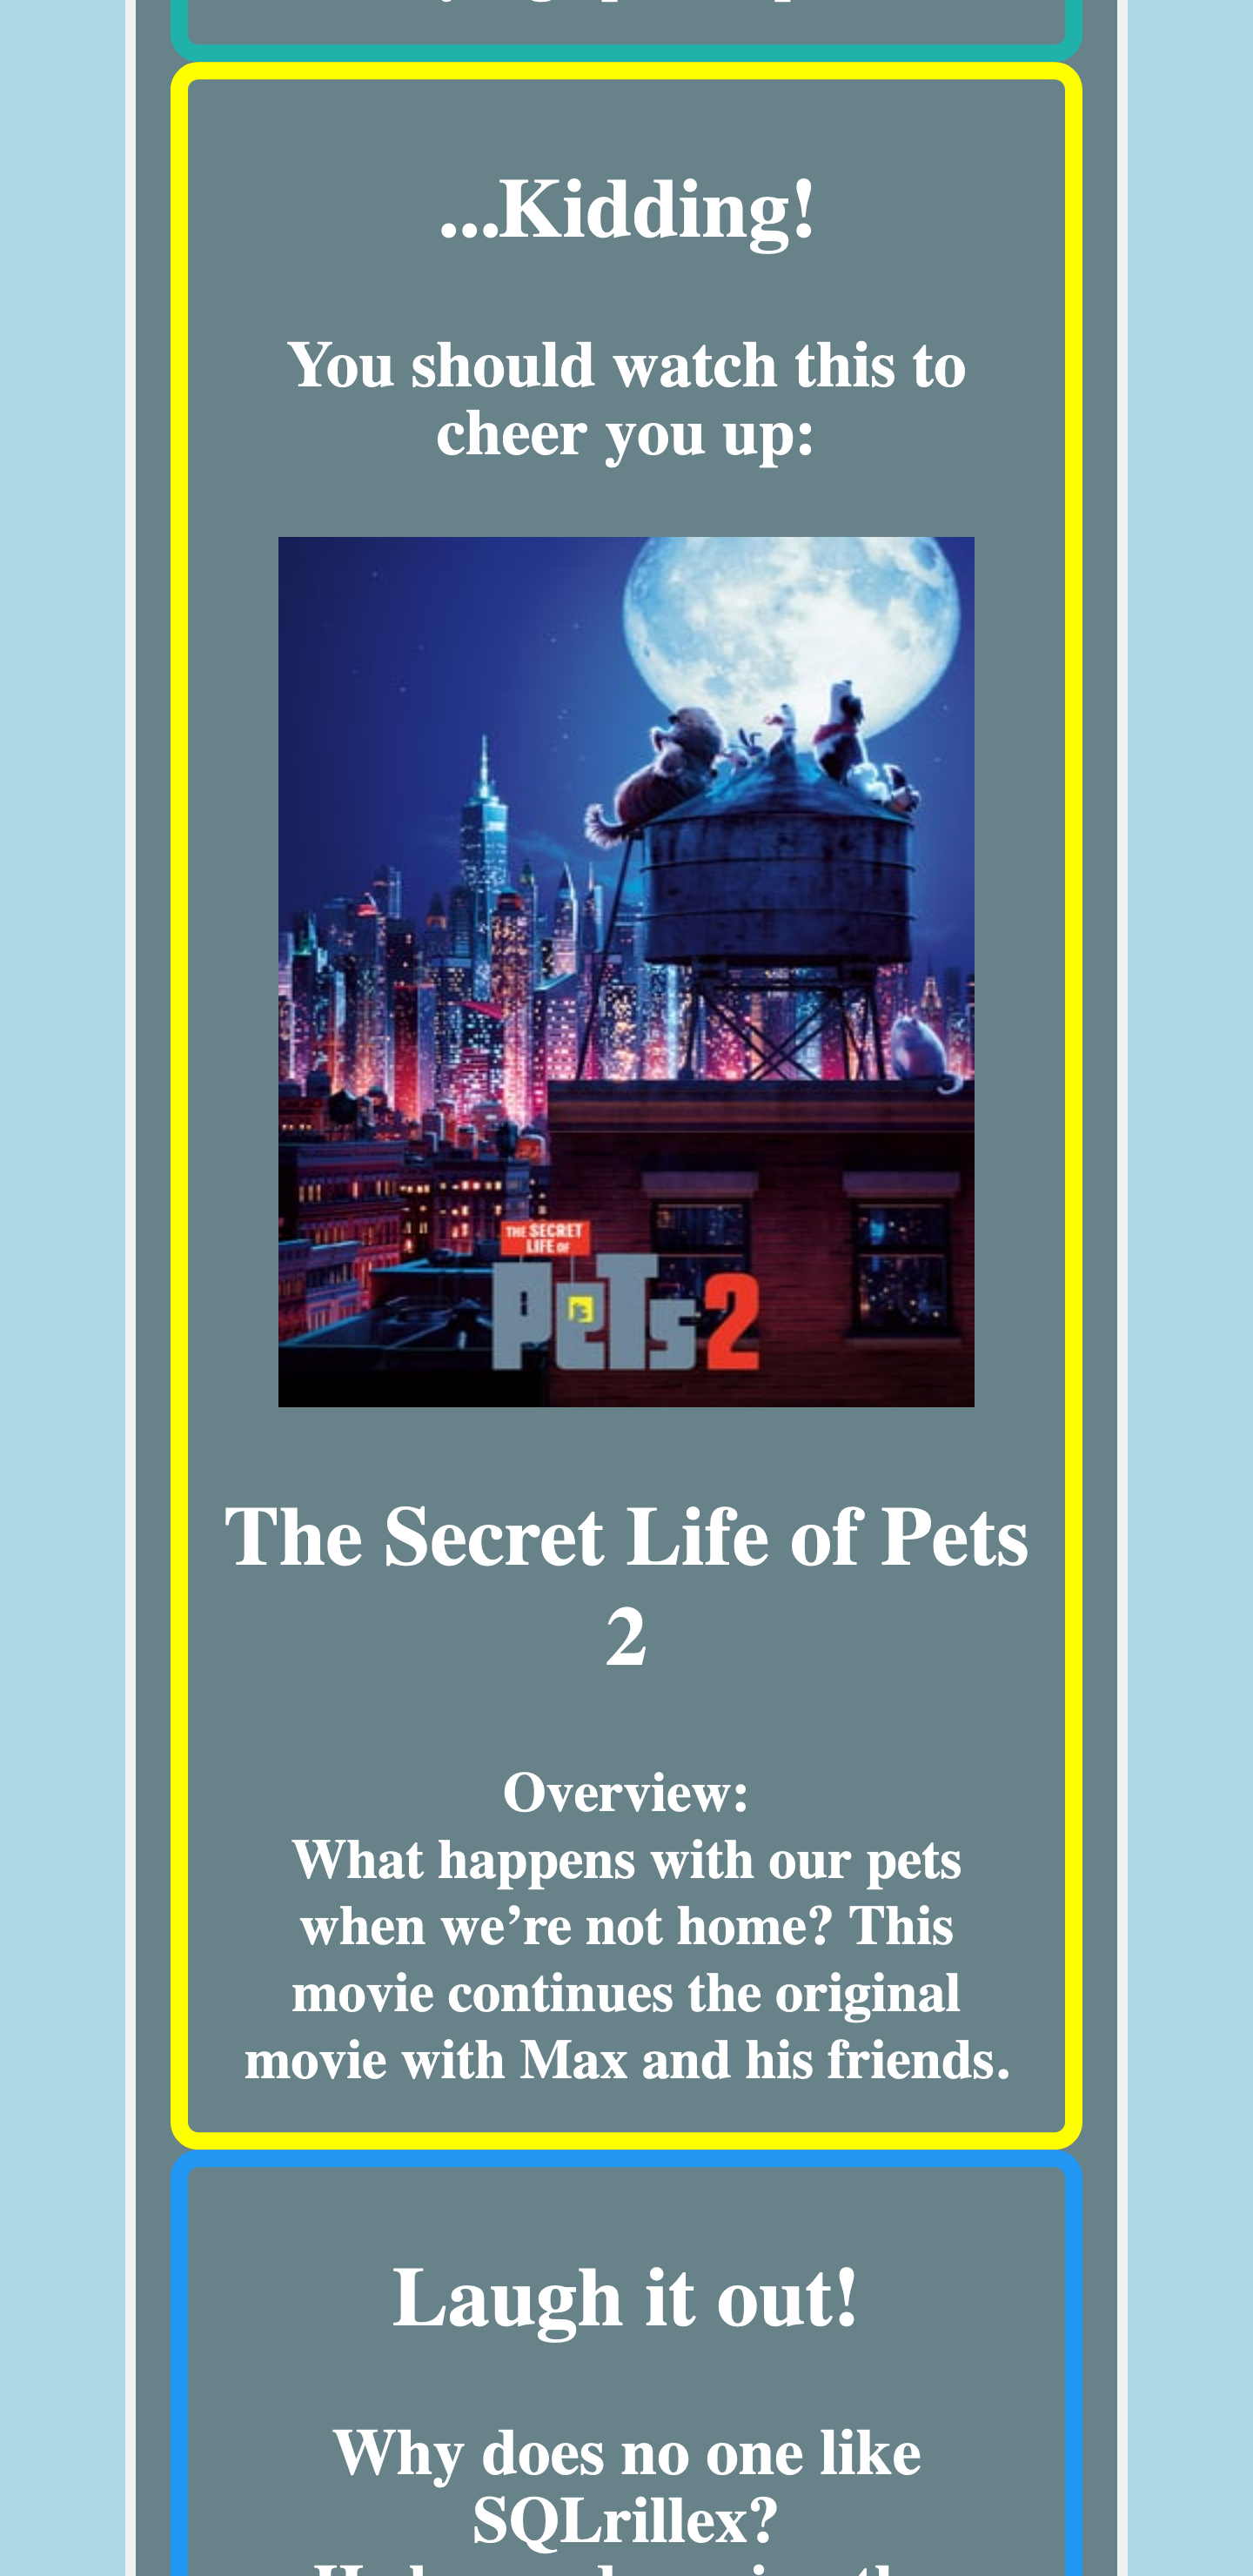 ...Kidding!
You should watch this to
cheer you up:
THE SECRET
LIFE OF
PeTs 2
The Secret Life of Pets
2
Overview:
What happens with our pets
when we’re not home? This
movie continues the original
movie with Max and his friends.
Laugh it out!
Why does no one like
SQLrillex?